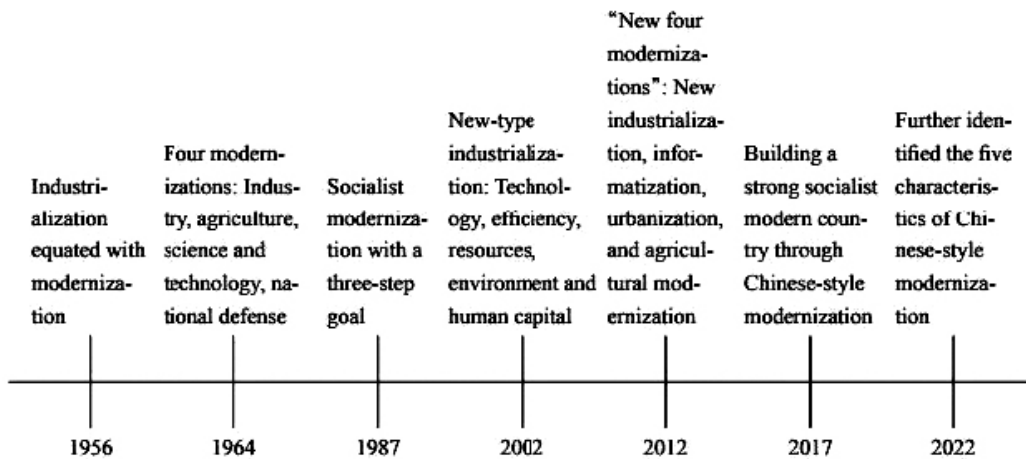 Industri-
alization
equated with
moderniza-
tion
Four modern-
izations: Indus-
try, agriculture,
science and
technology, na-
tional defense
Socialist
moderniza-
tion with a
three-step
goal
New-type
industrializa-
tion: Technol-
ogy, efficiency,
resources,
environment and
human capital
“New four
moderniza-
tions”: New
industrializa-
tion, infor-
matization,
urbanization,
and agricul-
tural mod-
ernization
Building a
strong socialist
modern coun-
try through
Chinese-style
modernization
Further iden-
tified the five
characteris-
tics of Chi-
nese-style
moderniza-
tion
1956
1964
1987
2002
2012
2017
2022